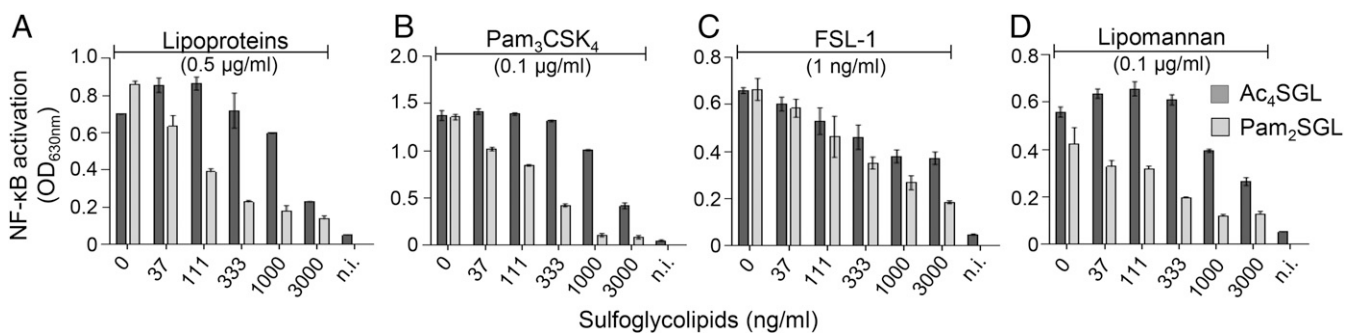 A
Lipoproteins
(0.5 µg/ml)
1.0
0.8
0.6
0.4
0.2
0
0 37 111 333 1000 3000 n.i.
NF-κB activation
(OD630nm)
B
Pam3CSK4
(0.1 µg/ml)
2.0
1.5
1.0
0.5
0.0
0 37 111 333 1000 3000 n.i.
C
FSL-1
(1 ng/ml)
0.8
0.6
0.4
0.2
0
0 37 111 333 1000 3000 n.i.
D
Lipomannan
(0.1 µg/ml)
0.8
0.6
0.4
0.2
0
0 37 111 333 1000 3000 n.i.
Ac4SGL
Pam2SGL
Sulfoglycolipids (ng/ml)